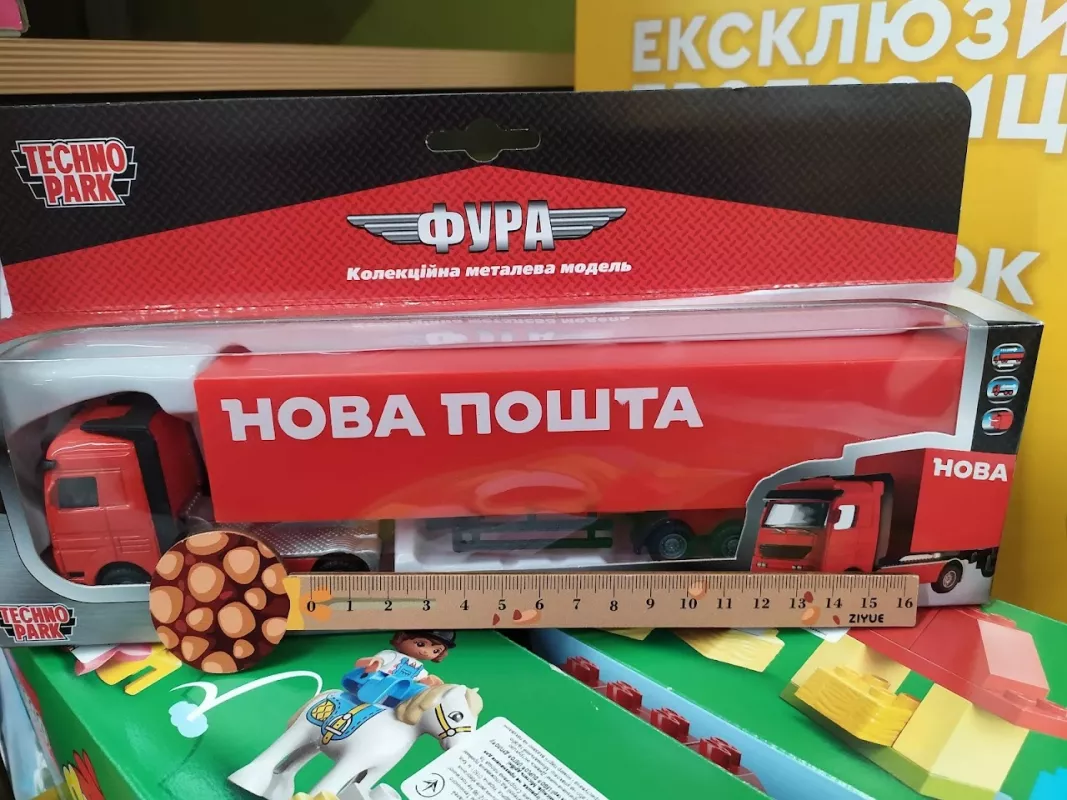 ЕКСКЛЮЗИ
ОК
TECHNO
PARK
ФУРА
Колекційна металева модель
НОВА ПОШТА
НОВА
TECHNO
PARK
0 1 2 3 4 5 6 7 8 9 10 11 12 13 14 15 16
ZIYUE